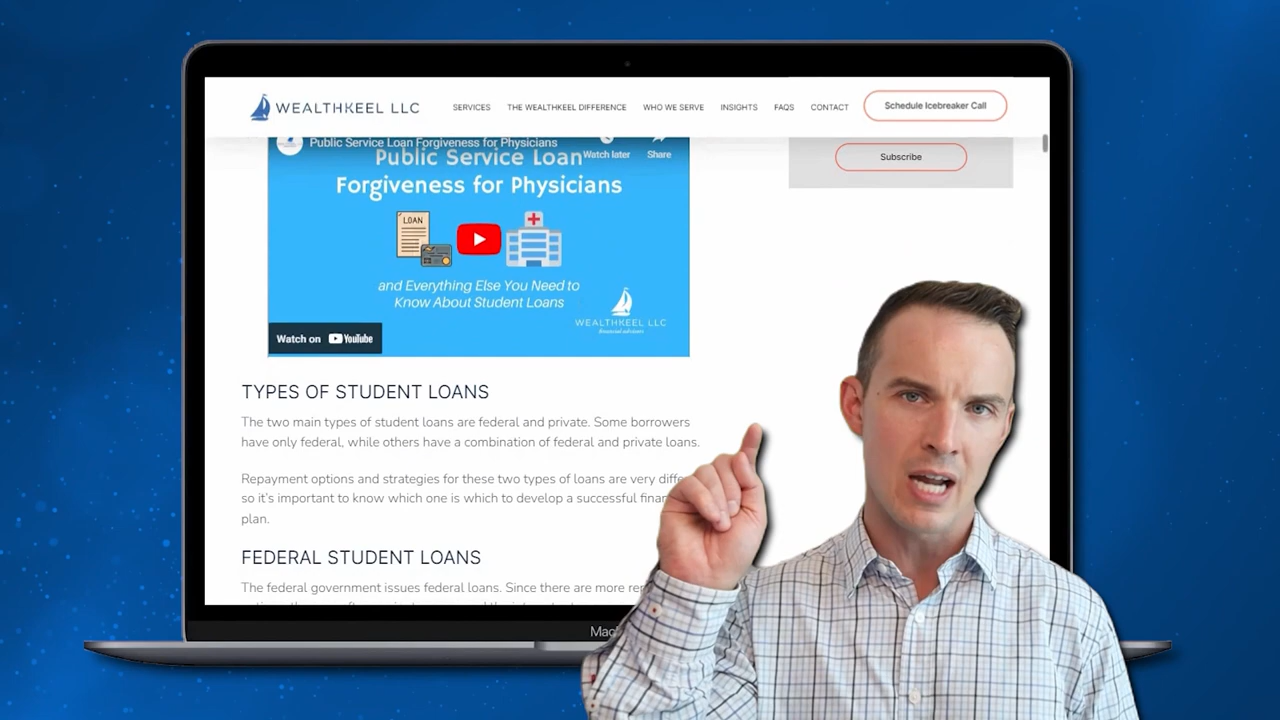 WEALTHKEEL LLC
SERVICES THE WEALTHKEEL DIFFERENCE WHO WE SERVE INSIGHTS FAQS CONTACT Schedule Icebreaker Call
Public Service Loan Forgiveness for Physicians
Watch later Share
Public Service Loan
Forgiveness for Physicians
LOAN
and Everything Else You Need to
Know About Student Loans
WEALTHKEEL LLC
financial advisors
Watch on YouTube
Subscribe
TYPES OF STUDENT LOANS
The two main types of student loans are federal and private. Some borrowers
have only federal, while others have a combination of federal and private loans.
Repayment options and strategies for these two types of loans are very diffe
so it's important to know which one is which to develop a successful finan
plan.
FEDERAL STUDENT LOANS
The federal government issues federal loans. Since there are more re
Mac